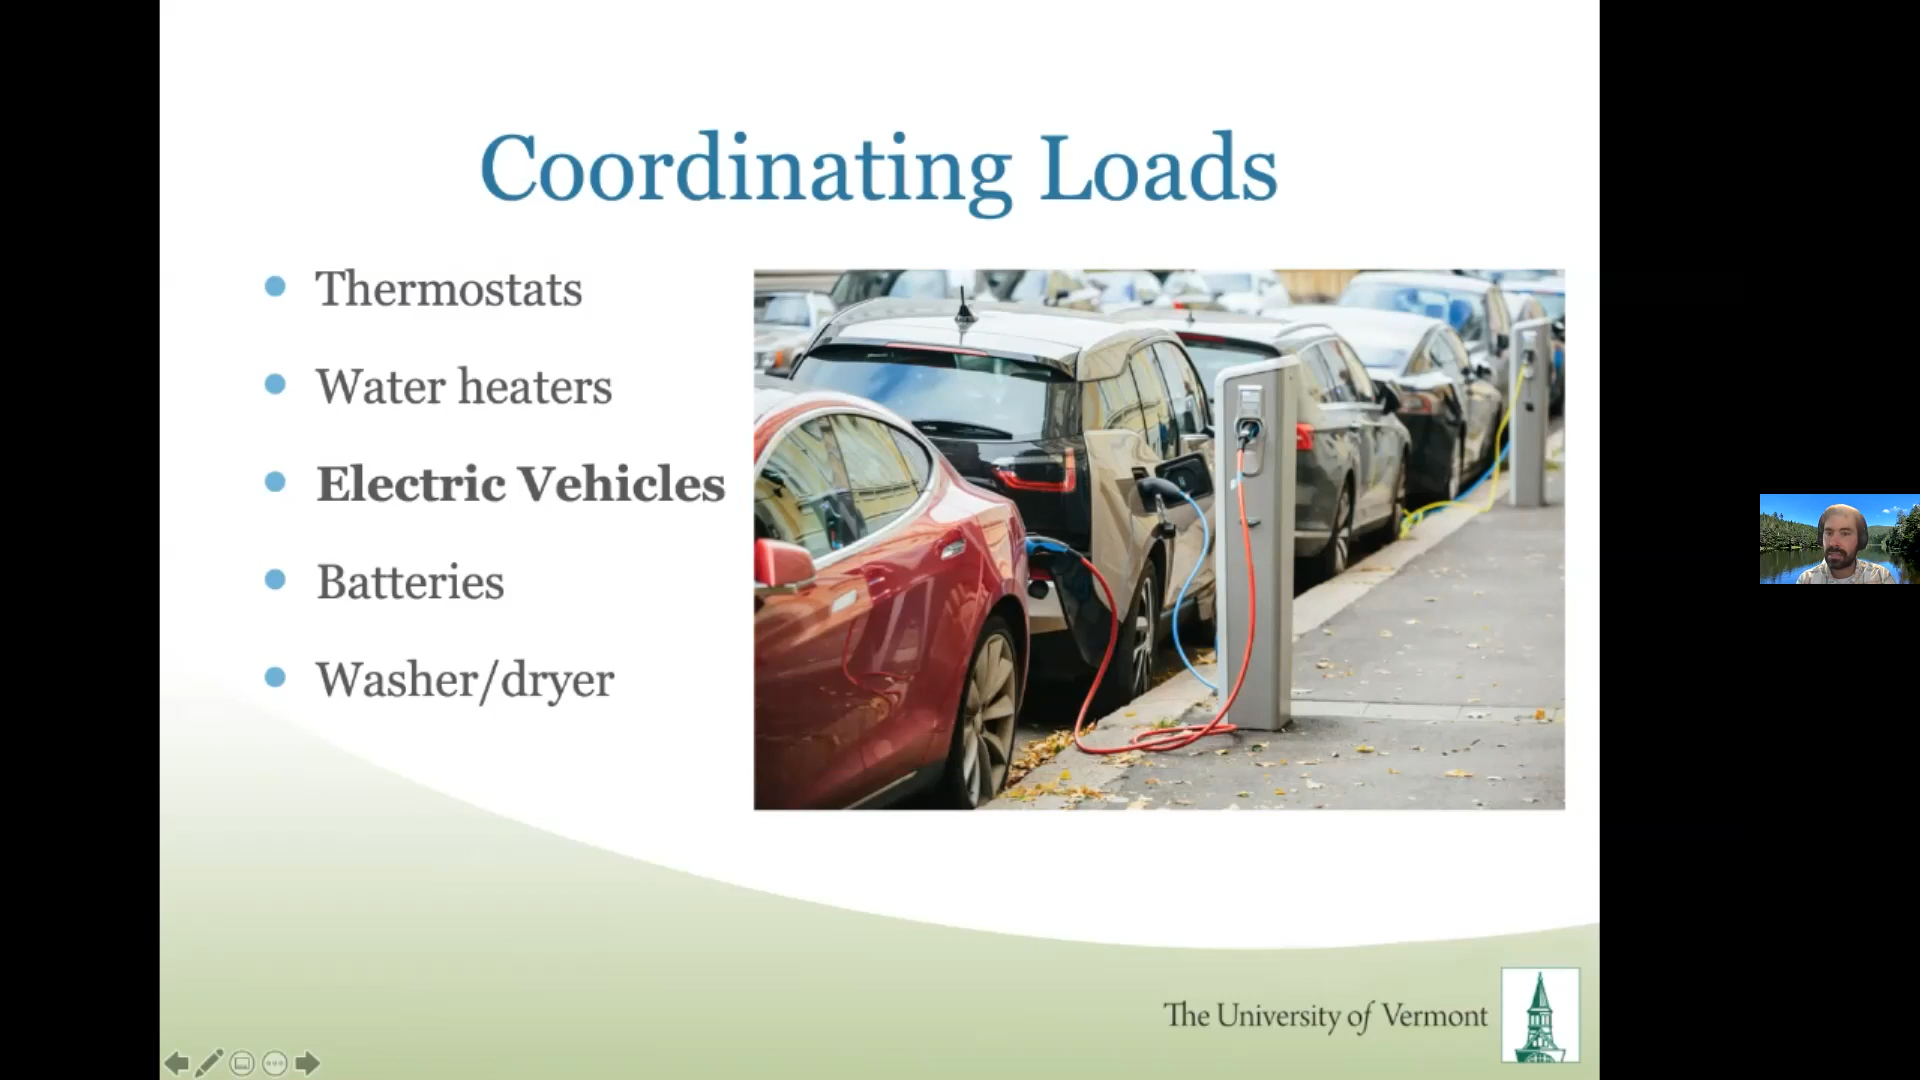 Coordinating Loads
Thermostats
Water heaters
Electric Vehicles
Batteries
Washer/dryer
The University of Vermont